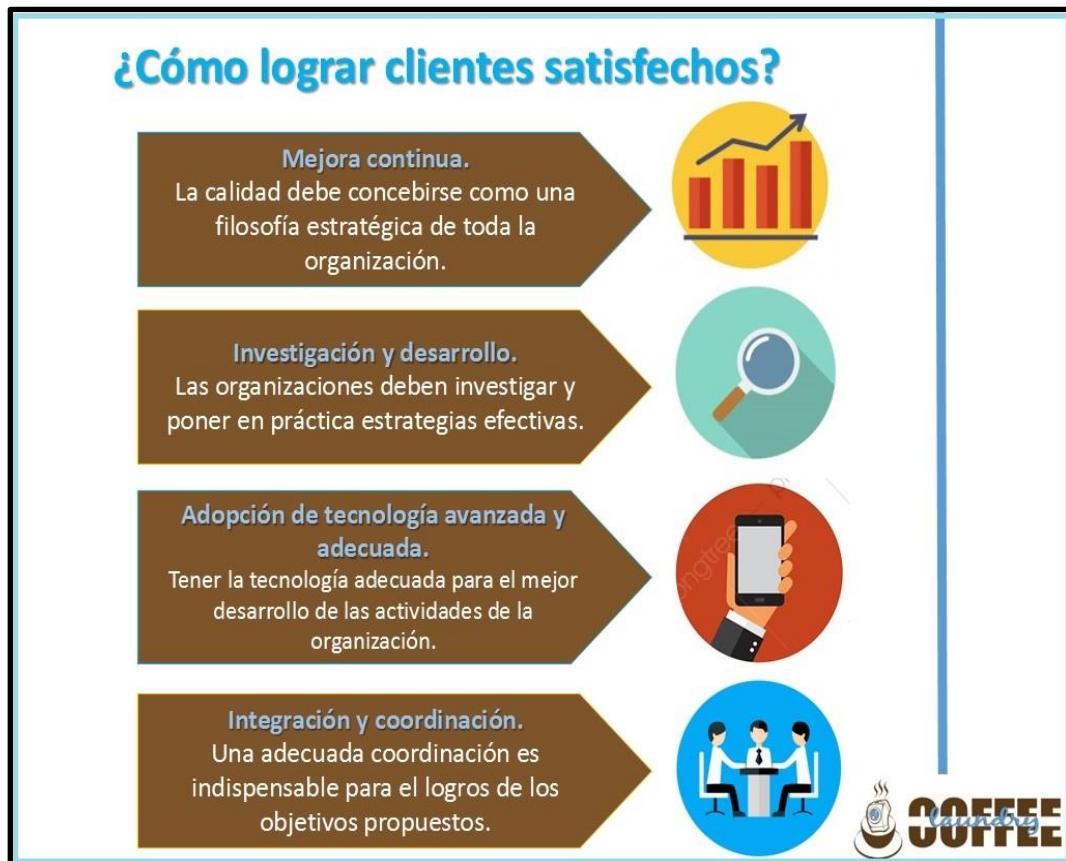 ¿Cómo lograr clientes satisfechos?
Mejora continua.
La calidad debe concebirse como una
filosofía estratégica de toda la
organización.
Investigación y desarrollo.
Las organizaciones deben investigar y
poner en práctica estrategias efectivas.
Adopción de tecnología avanzada y
adecuada.
Tener la tecnología adecuada para el mejor
desarrollo de las actividades de la
organización.
Integración y coordinación.
Una adecuada coordinación es
indispensable para el logros de los
objetivos propuestos.
COFFEE
laundry
COFFEE